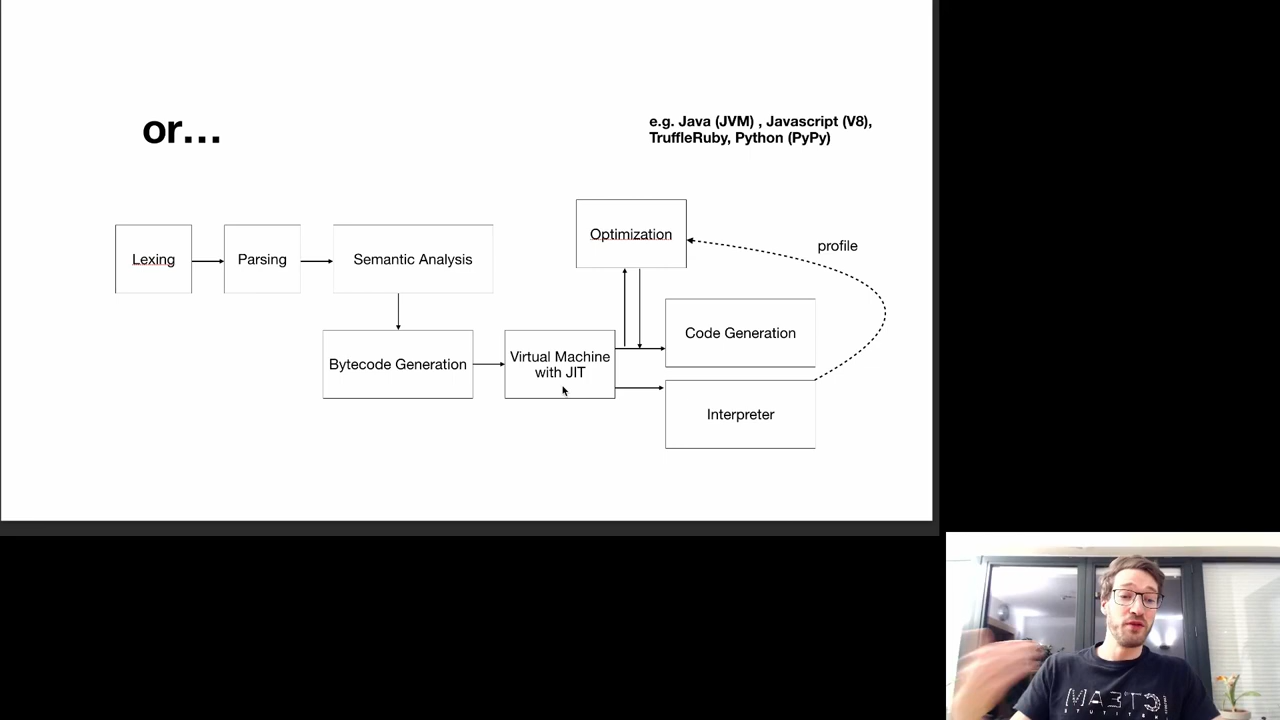 or...
e.g. Java (JVM) , Javascript (V8),
TruffleRuby, Python (PyPy)
Optimization
profile
Lexing
Parsing
Semantic Analysis
Code Generation
Bytecode Generation
Virtual Machine
with JIT
Interpreter